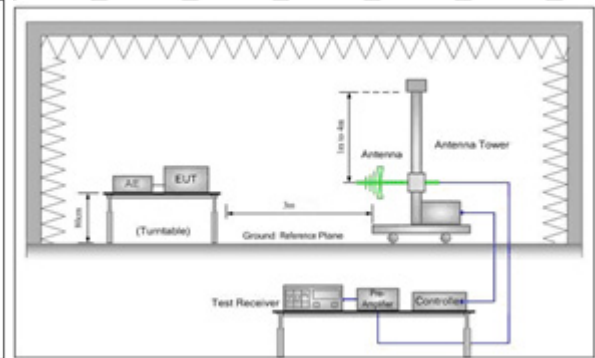 1m to 4m
Antenna Tower
Antenna
AE
EUT
80cm
3m
(Turntable)
Ground Reference Plane
Test Receiver
Pre-
Amplifier
Controller